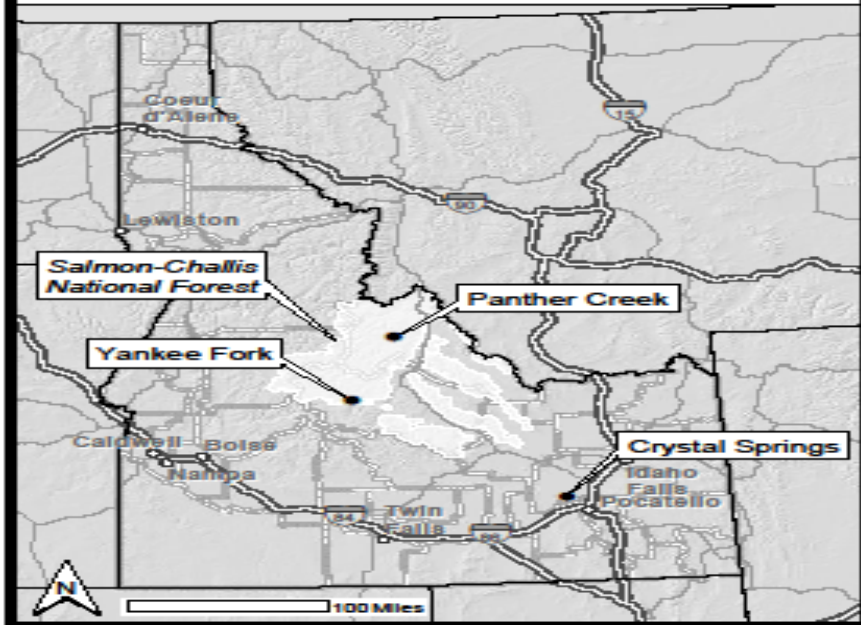 Coeur
d'Alene
15
90
Lewiston
Salmon-Challis
National Forest
Panther Creek
Yankee Fork
Caldwell
Boise
Nampa
Crystal Springs
Idaho
Falls
Pocatello
84
Twin
Falls
86
N
100 Miles